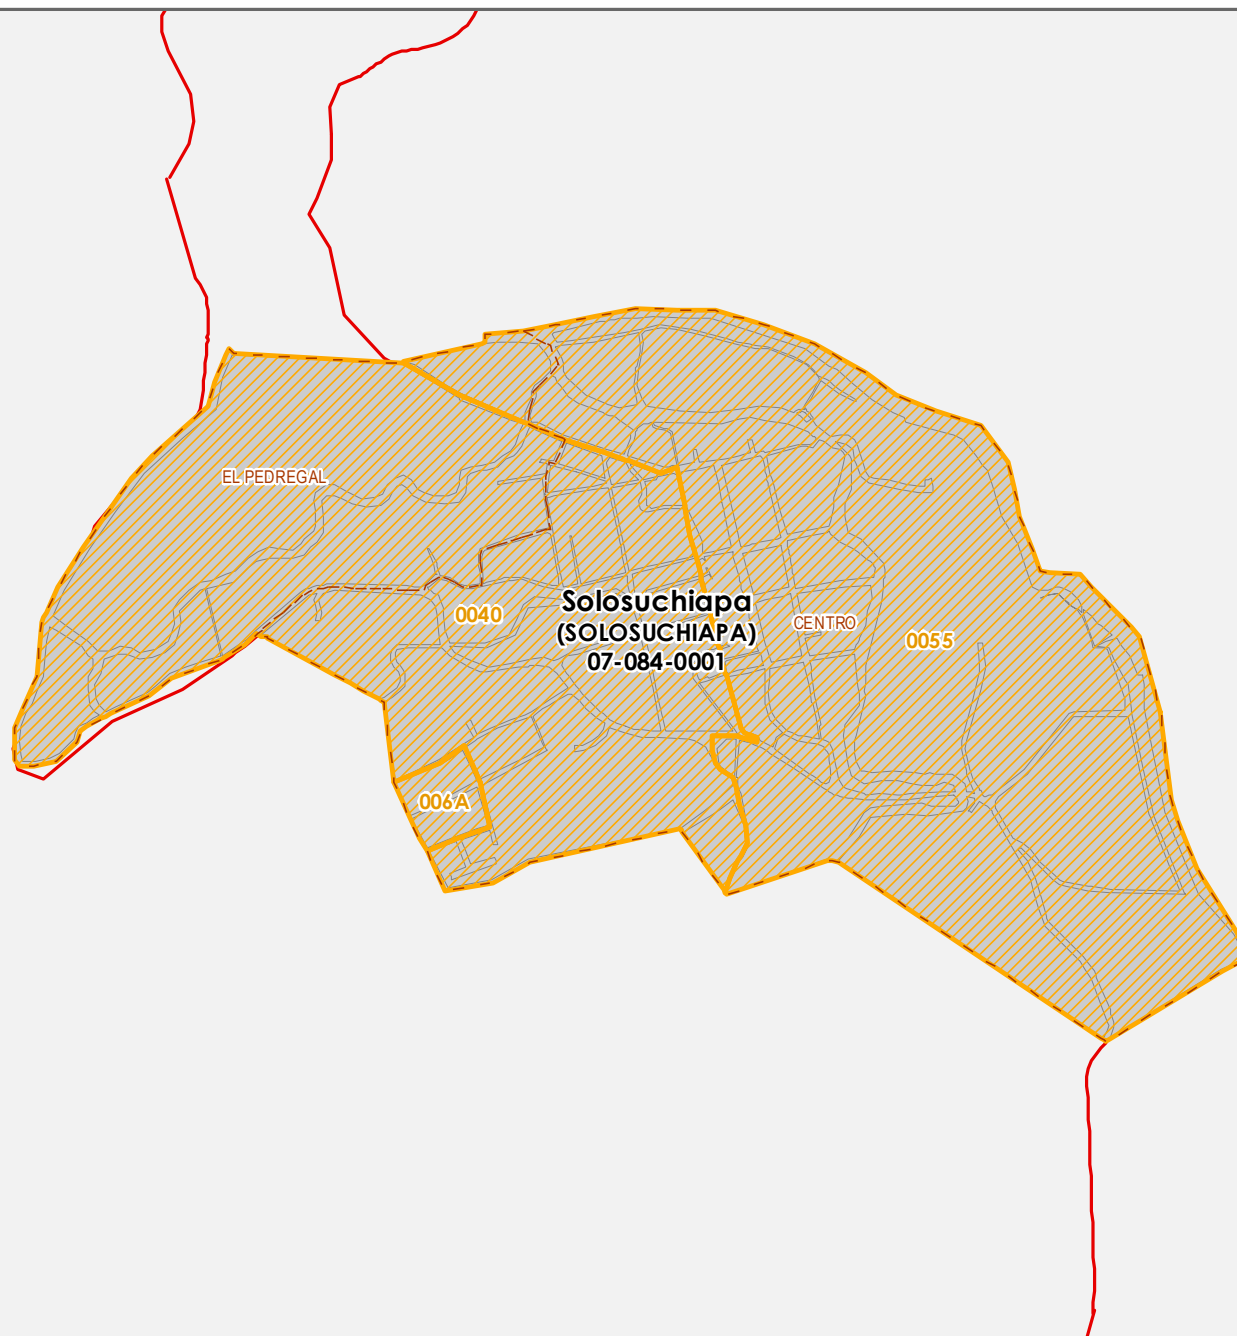 EL PEDREGAL
Solosuchiapa
(SOLOSUCHIAPA)
07-084-0001
0040
CENTRO
0055
006A